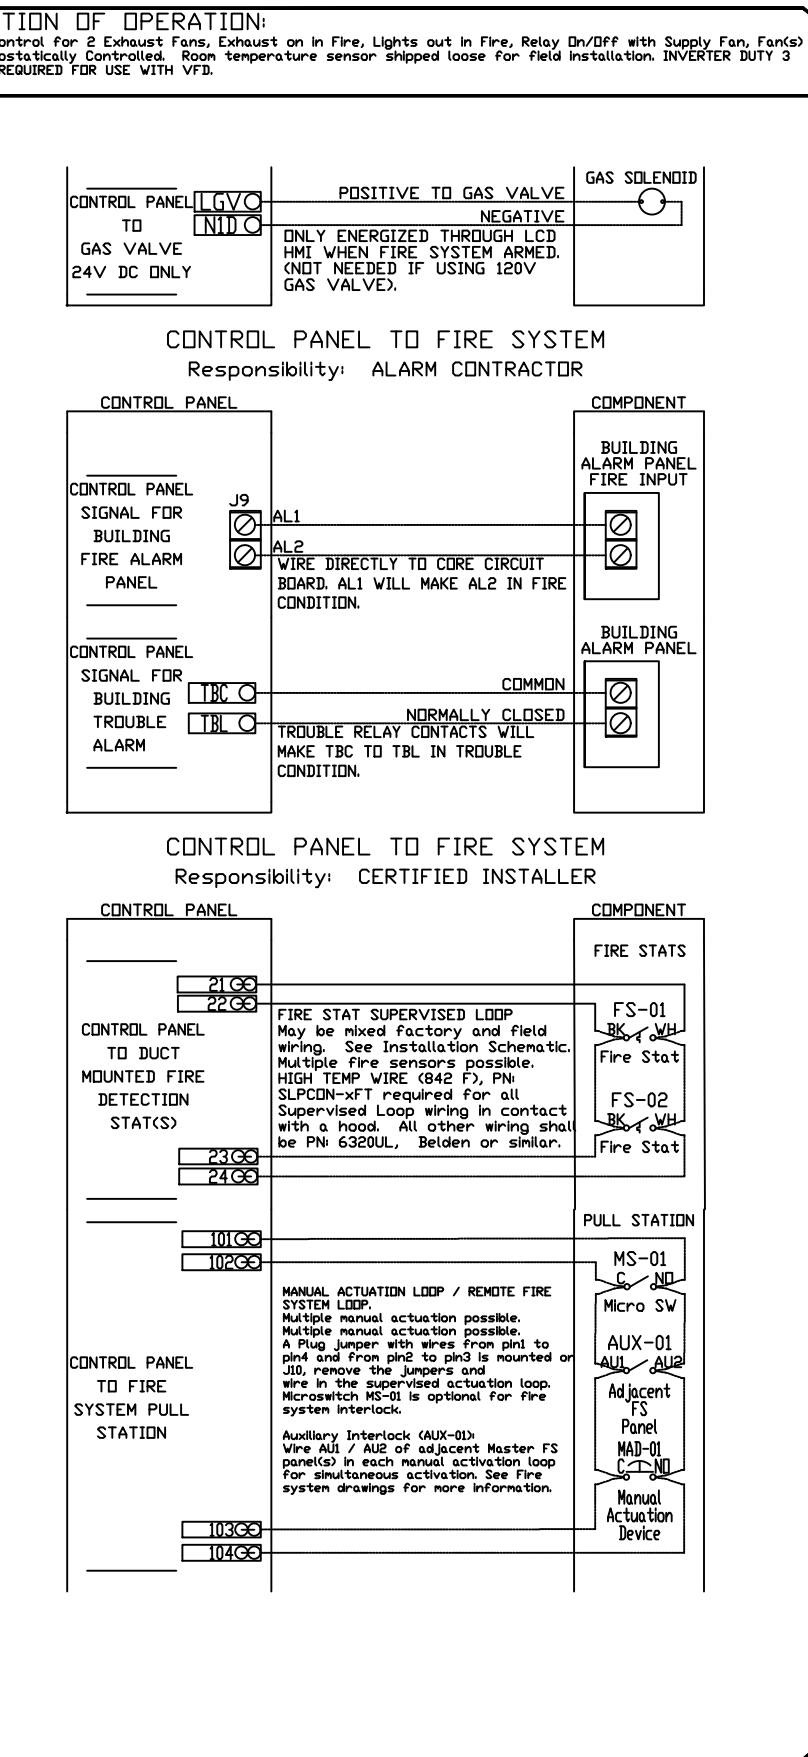 TION OF OPERATION:
ontrol for 2 Exhaust Fans, Exhaust on in Fire, Lights out in Fire, Relay On/Off with Supply Fan, Fan(s)
ostatically Controlled. Room temperature sensor shipped loose for field installation. INVERTER DUTY 3
REQUIRED FOR USE WITH VFD.
GAS SOLENOID
CONTROL PANEL
TO
GAS VALVE
24V DC ONLY
LGV
N1D
POSITIVE TO GAS VALVE
NEGATIVE
ONLY ENERGIZED THROUGH LCD
HMI WHEN FIRE SYSTEM ARMED.
(NOT NEEDED IF USING 120V
GAS VALVE).
CONTROL PANEL TO FIRE SYSTEM
Responsibility: ALARM CONTRACTOR
CONTROL PANEL
COMPONENT
BUILDING
ALARM PANEL
FIRE INPUT
CONTROL PANEL
SIGNAL FOR
BUILDING
FIRE ALARM
PANEL
J9
AL1
AL2
WIRE DIRECTLY TO CORE CIRCUIT
BOARD. AL1 WILL MAKE AL2 IN FIRE
CONDITION.
BUILDING
ALARM PANEL
CONTROL PANEL
SIGNAL FOR
BUILDING
TROUBLE
ALARM
TBC
TBL
COMMON
NORMALLY CLOSED
TROUBLE RELAY CONTACTS WILL
MAKE TBC TO TBL IN TROUBLE
CONDITION.
CONTROL PANEL TO FIRE SYSTEM
Responsibility: CERTIFIED INSTALLER
CONTROL PANEL
COMPONENT
FIRE STATS
21
22
CONTROL PANEL
TO DUCT
MOUNTED FIRE
DETECTION
STAT(S)
FIRE STAT SUPERVISED LOOP
May be mixed factory and field
wiring. See Installation Schematic.
Multiple fire sensors possible.
HIGH TEMP WIRE (842 F), PN:
SLPCON-xFT required for all
Supervised Loop wiring in contact
with a hood. All other wiring shall
be PN: 6320UL, Belden or similar.
FS-01
BK WH
Fire Stat
FS-02
BK WH
Fire Stat
23
24
PULL STATION
101
102
MS-01
C NO
Micro SW
MANUAL ACTUATION LOOP / REMOTE FIRE
SYSTEM LOOP.
Multiple manual actuation possible.
Multiple manual actuation possible.
A Plug jumper with wires from pin1 to
pin4 and from pin2 to pin3 is mounted or
J10, remove the jumpers and
wire in the supervised actuation loop.
Microswitch MS-01 is optional for fire
system interlock.
CONTROL PANEL
TO FIRE
SYSTEM PULL
STATION
Auxiliary Interlock (AUX-01):
Wire AU1 / AU2 of adjacent Master FS
panel(s) in each manual activation loop
for simultaneous activation. See Fire
system drawings for more information.
AUX-01
AU1 AU2
Adjacent
FS
Panel
MAD-01
C NO
Manual
Actuation
Device
103
104